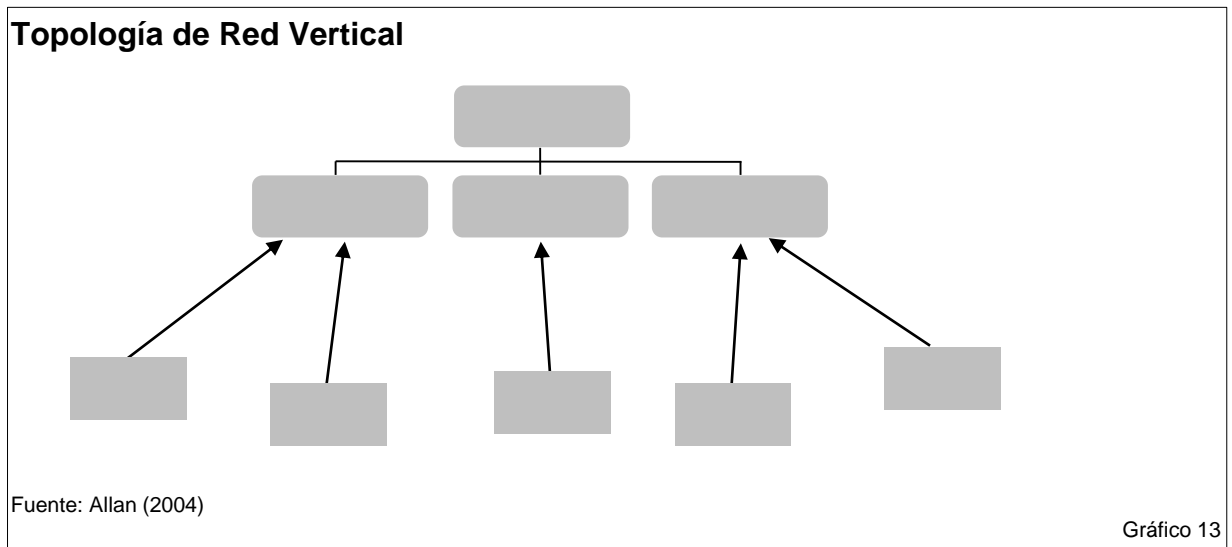 Topología de Red Vertical
Fuente: Allan (2004)
Gráfico 13